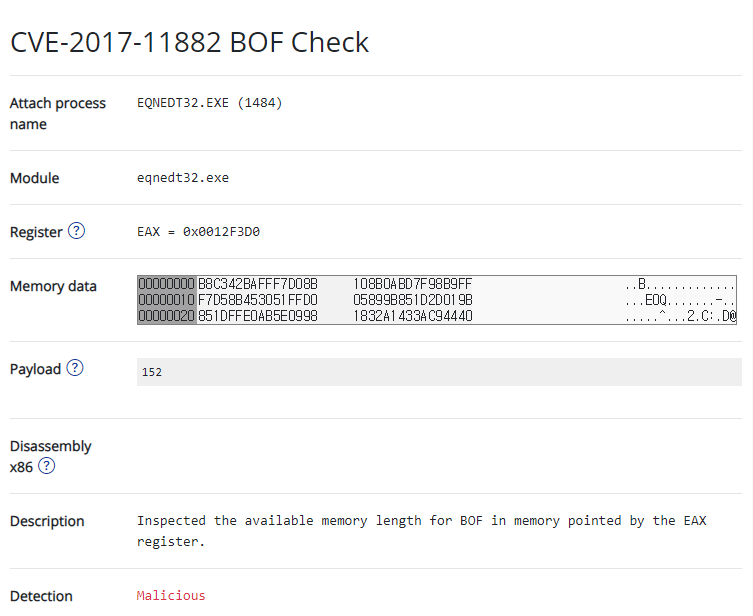 CVE-2017-11882 BOF Check
Attach process name
EQNEDT32.EXE (1484)
Module
eqnedt32.exe
Register ?
EAX = 0x0012F3D0
Memory data
00000000 B8C342BAFFF7D08B 108B0ABD7F98B9FF ..B.............
00000010 F7D58B453051FFD0 05899B851D2D019B ...E0Q.......-..
00000020 851DFFE0AB5E0998 1832A1433AC94440 .....^...2.C:.D@
Payload ?
152
Disassembly x86 ?
Description
Inspected the available memory length for BOF in memory pointed by the EAX
register.
Detection
Malicious